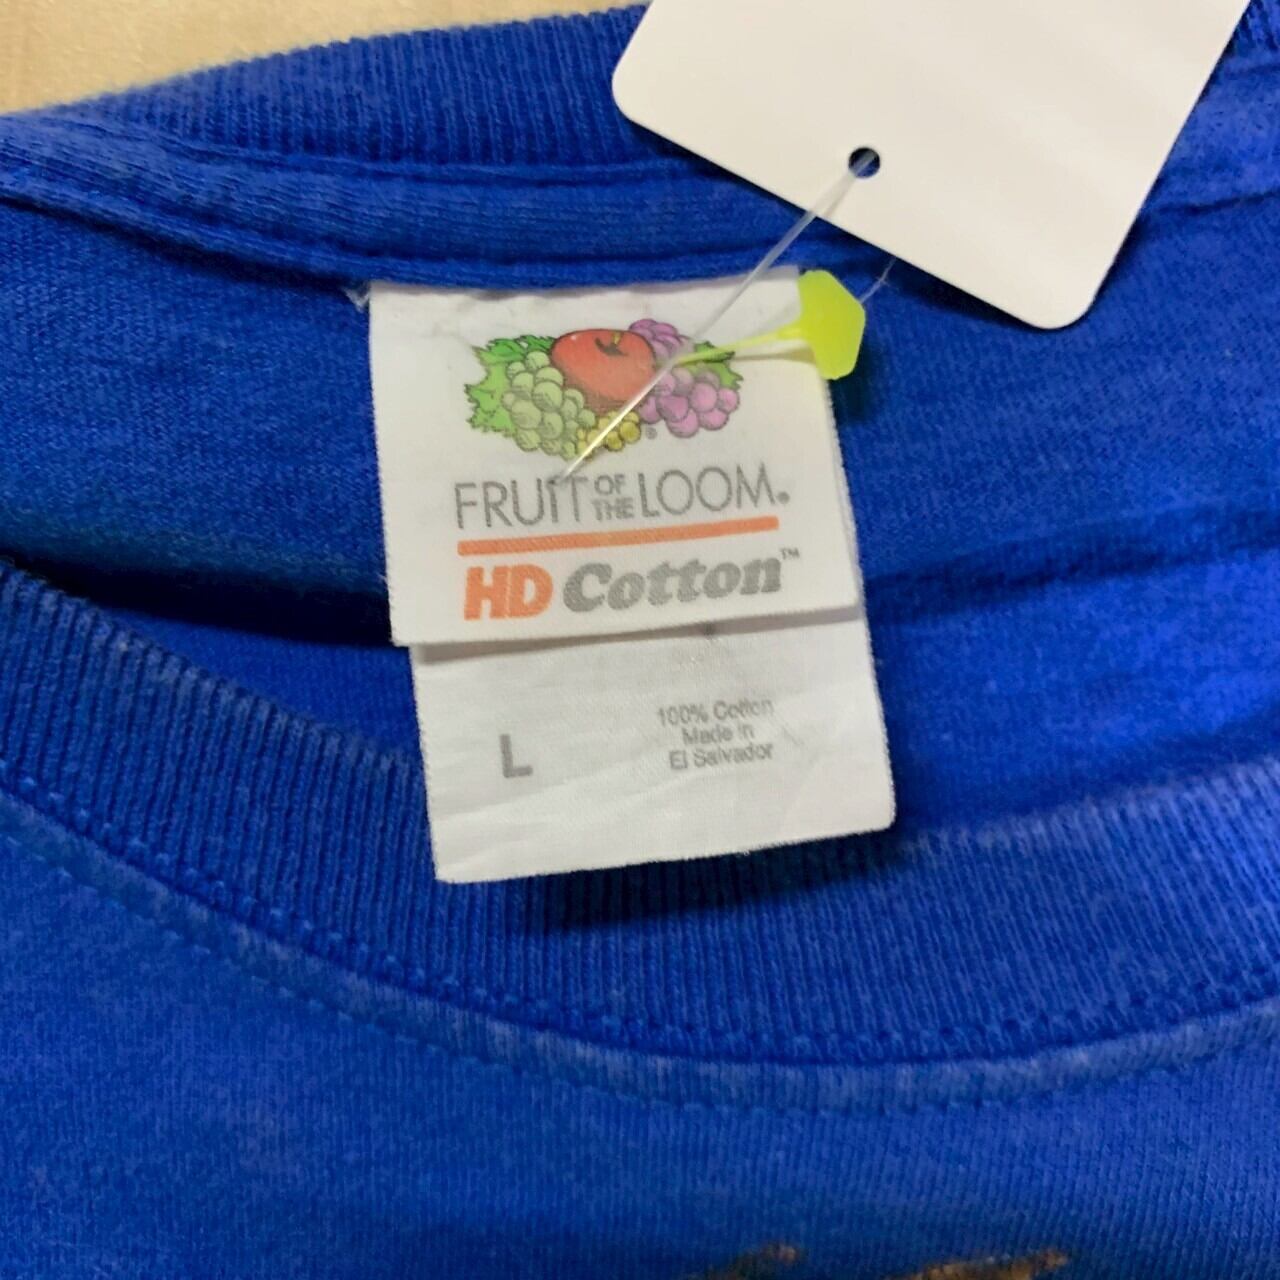 FRUIT OF THE LOOM®
HD Cotton™
L
100% Cotton
Made in
El Salvador